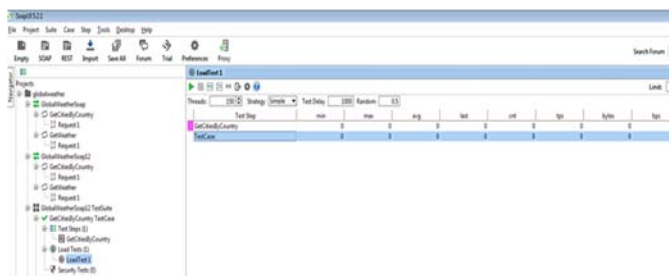 SoapUI 5.2.1
File Project Suite Case Step Tools Desktop Help
Empty SOAP REST Import Save All Forum Trial Preferences Proxy
Search Forum
Navigator
Projects
globalweather
GlobalWeatherSoap
GetCitiesByCountry
Request 1
GetWeather
Request 1
GlobalWeatherSoap12
GetCitiesByCountry
Request 1
GetWeather
Request 1
GlobalWeatherSoap12 TestSuite
GetCitiesByCountry TestCase
Test Steps (1)
GetCitiesByCountry
Load Tests (1)
LoadTest 1
Security Tests (0)
LoadTest 1
Limit:
Threads: 150 Strategy Simple Test Delay 1000 Random 0.5
Test Step min max avg last cnt tps bytes bps
GetCitiesByCountry 0 0 0 0 0 0 0
TestCase: 0 0 0 0 0 0 0